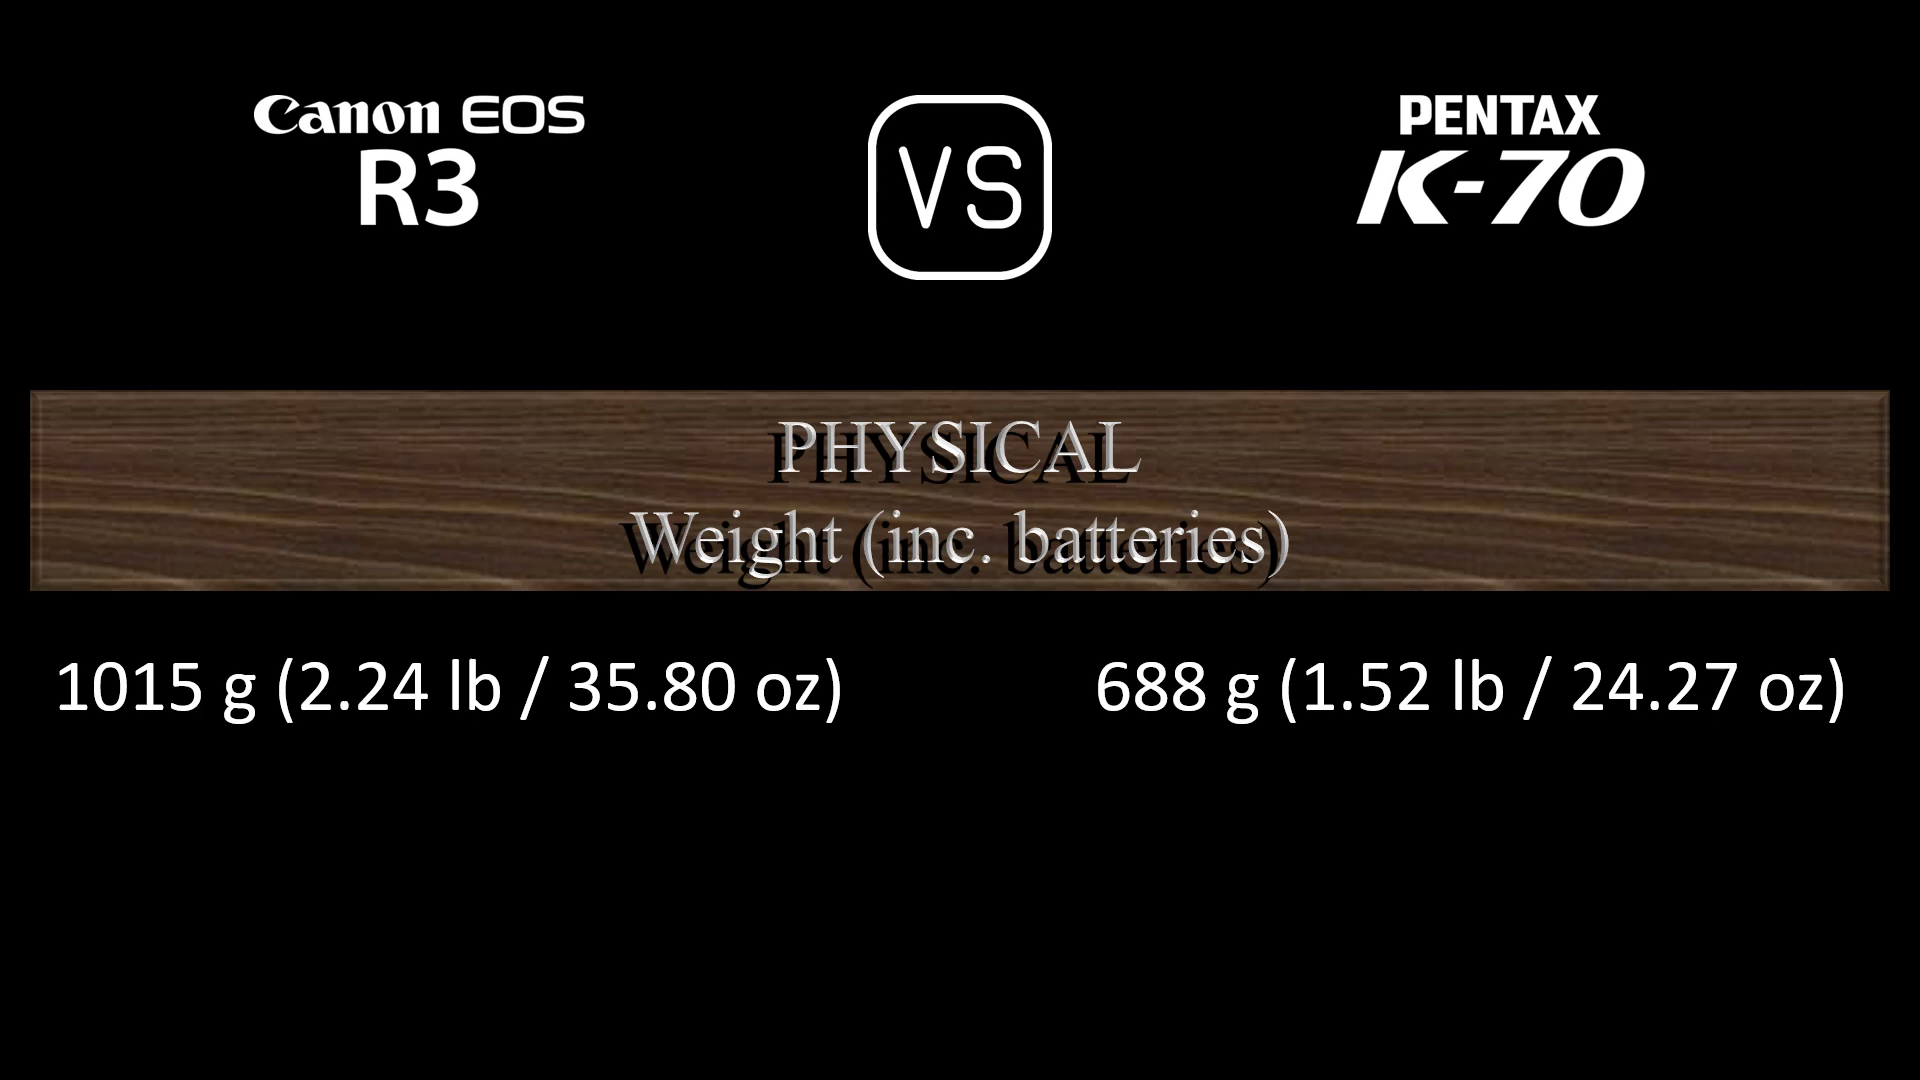 Canon EOS
R3
VS
PENTAX
K-70
PHYSICAL
Weight (inc. batteries)
1015 g (2.24 lb / 35.80 oz)
688 g (1.52 lb / 24.27 oz)